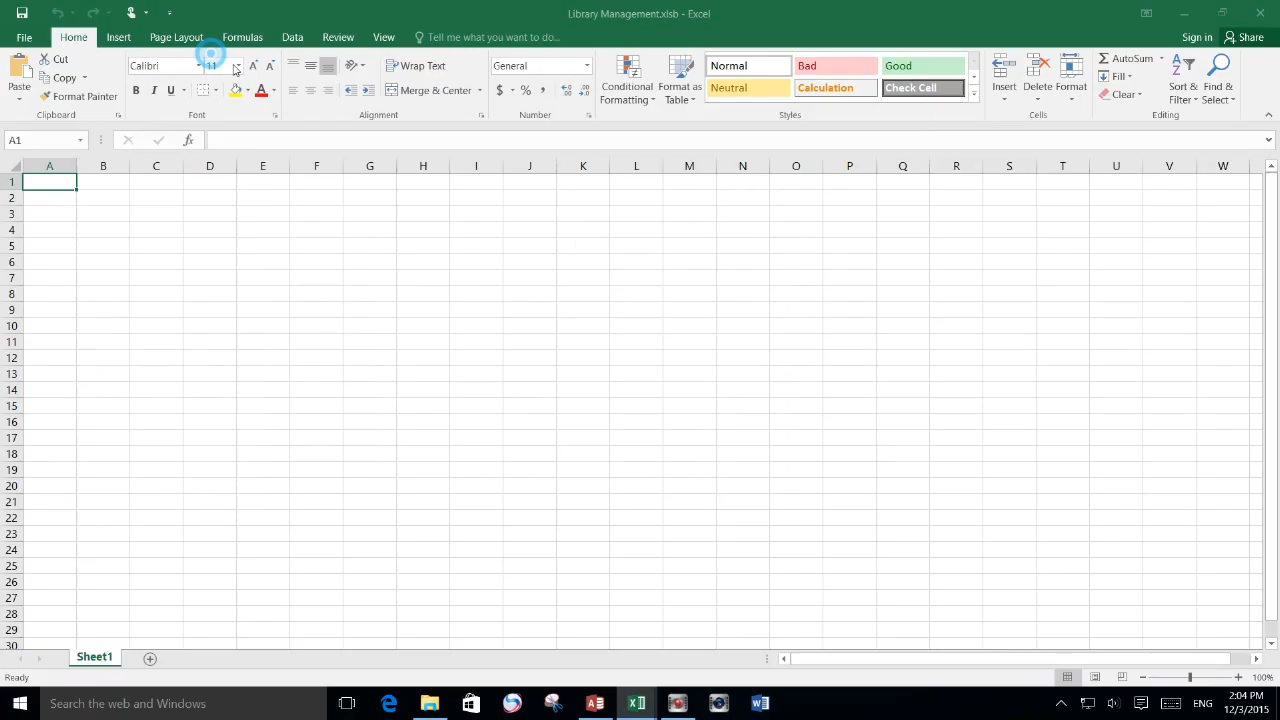 Library Management.xlsb - Excel
File Home Insert Page Layout Formulas Data Review View Tell me what you want to do... Sign in Share
Paste Cut Copy Format Painter
Calibri 11
B I U A
Wrap Text
Merge & Center
General
$ % ,
Conditional Formatting Format as Table
Normal Bad Good
Neutral Calculation Check Cell
Insert Delete Format
AutoSum
Fill
Clear
Sort & Filter Find & Select
Clipboard Font Alignment Number Styles Cells Editing
A1 fx
A B C D E F G H I J K L M N O P Q R S T U V W
1
2
3
4
5
6
7
8
9
10
11
12
13
14
15
16
17
18
19
20
21
22
23
24
25
26
27
28
29
30
Sheet1
Ready 100%
Search the web and Windows
ENG
2:04 PM
12/3/2015